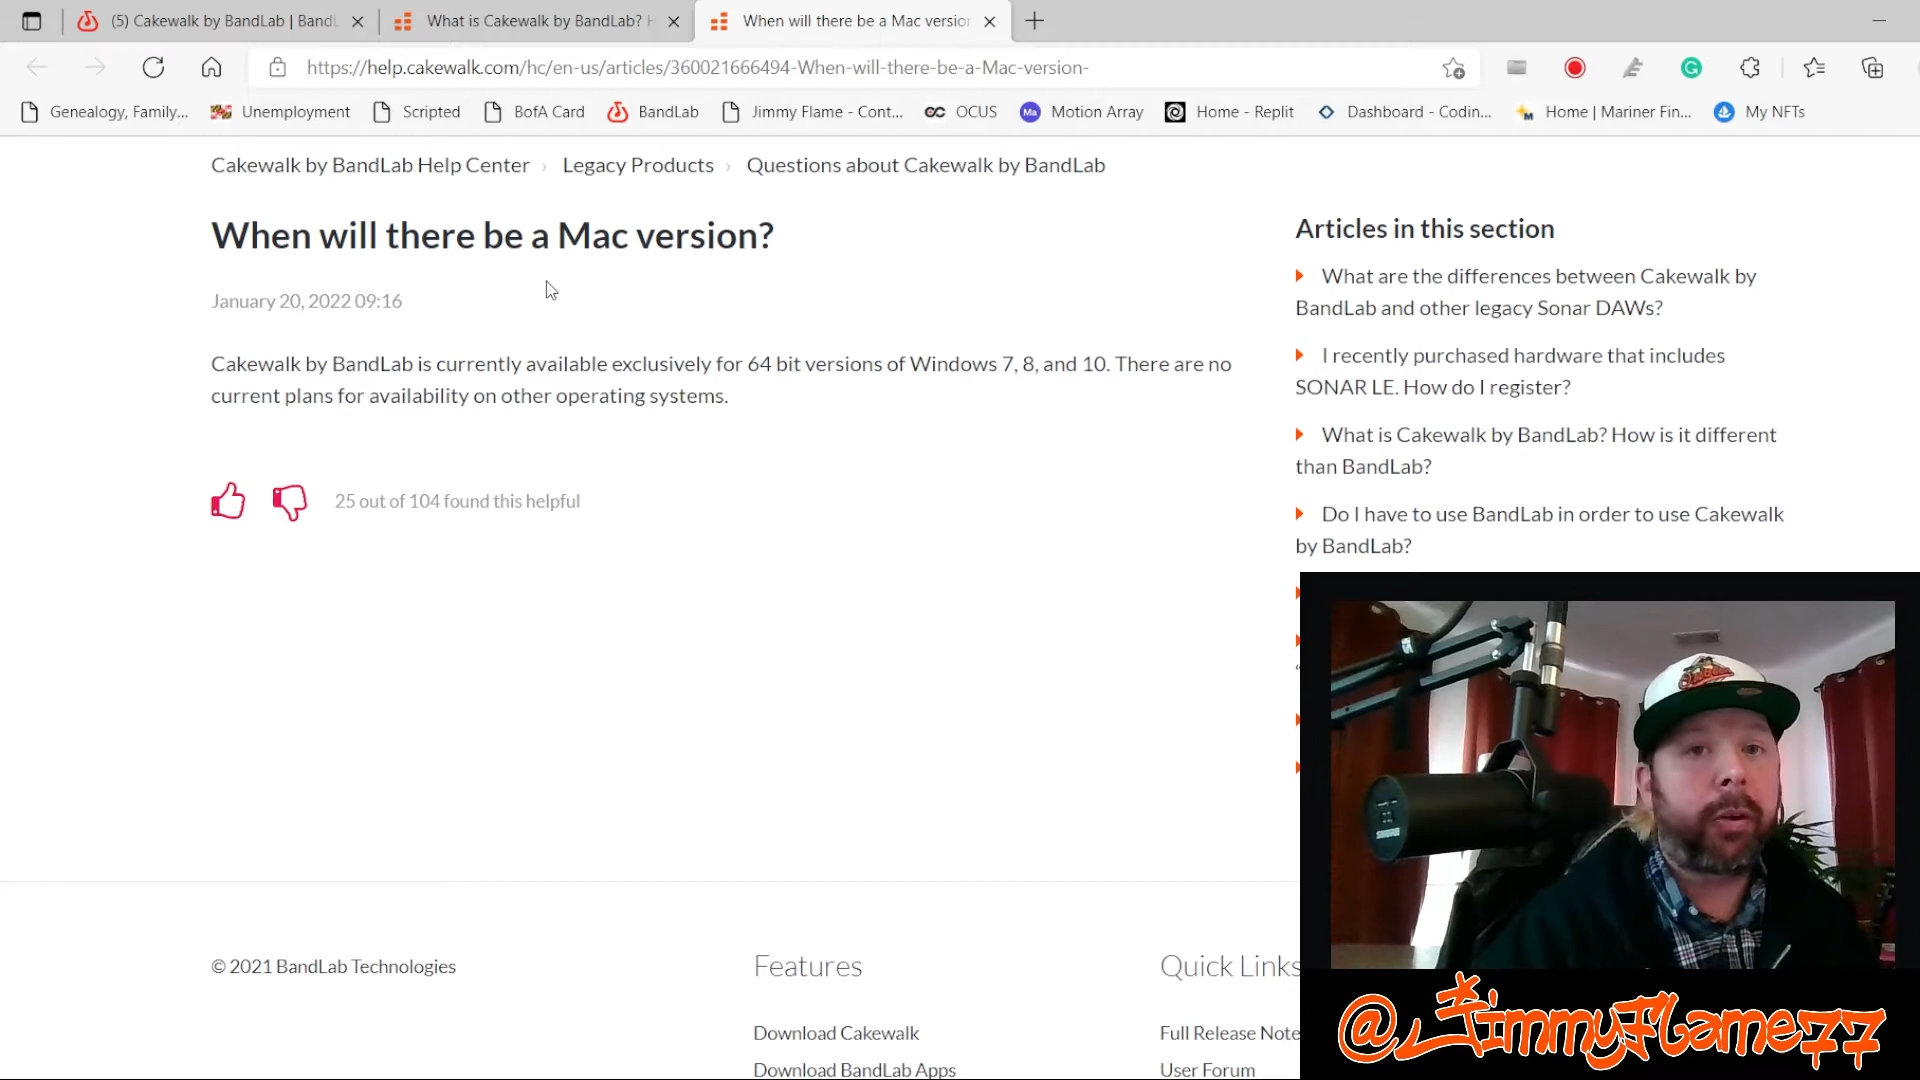 (5) Cakewalk by BandLab | BandL
What is Cakewalk by BandLab? H
When will there be a Mac version
https://help.cakewalk.com/hc/en-us/articles/360021666494-When-will-there-be-a-Mac-version-
Genealogy, Family...
Unemployment
Scripted
BofA Card
BandLab
Jimmy Flame - Cont...
OCUS
Ma
Motion Array
Home - Replit
Dashboard - Codin...
Home | Mariner Fin...
My NFTs
Cakewalk by BandLab Help Center › Legacy Products › Questions about Cakewalk by BandLab
When will there be a Mac version?
January 20, 2022 09:16
Cakewalk by BandLab is currently available exclusively for 64 bit versions of Windows 7, 8, and 10. There are no
current plans for availability on other operating systems.
25 out of 104 found this helpful
Articles in this section
What are the differences between Cakewalk by
BandLab and other legacy Sonar DAWs?
I recently purchased hardware that includes
SONAR LE. How do I register?
What is Cakewalk by BandLab? How is it different
than BandLab?
Do I have to use BandLab in order to use Cakewalk
by BandLab?
SHURE
© 2021 BandLab Technologies
Features
Download Cakewalk
Download BandLab Apps
Quick Links
Full Release Note
User Forum
@JimmyFlame77